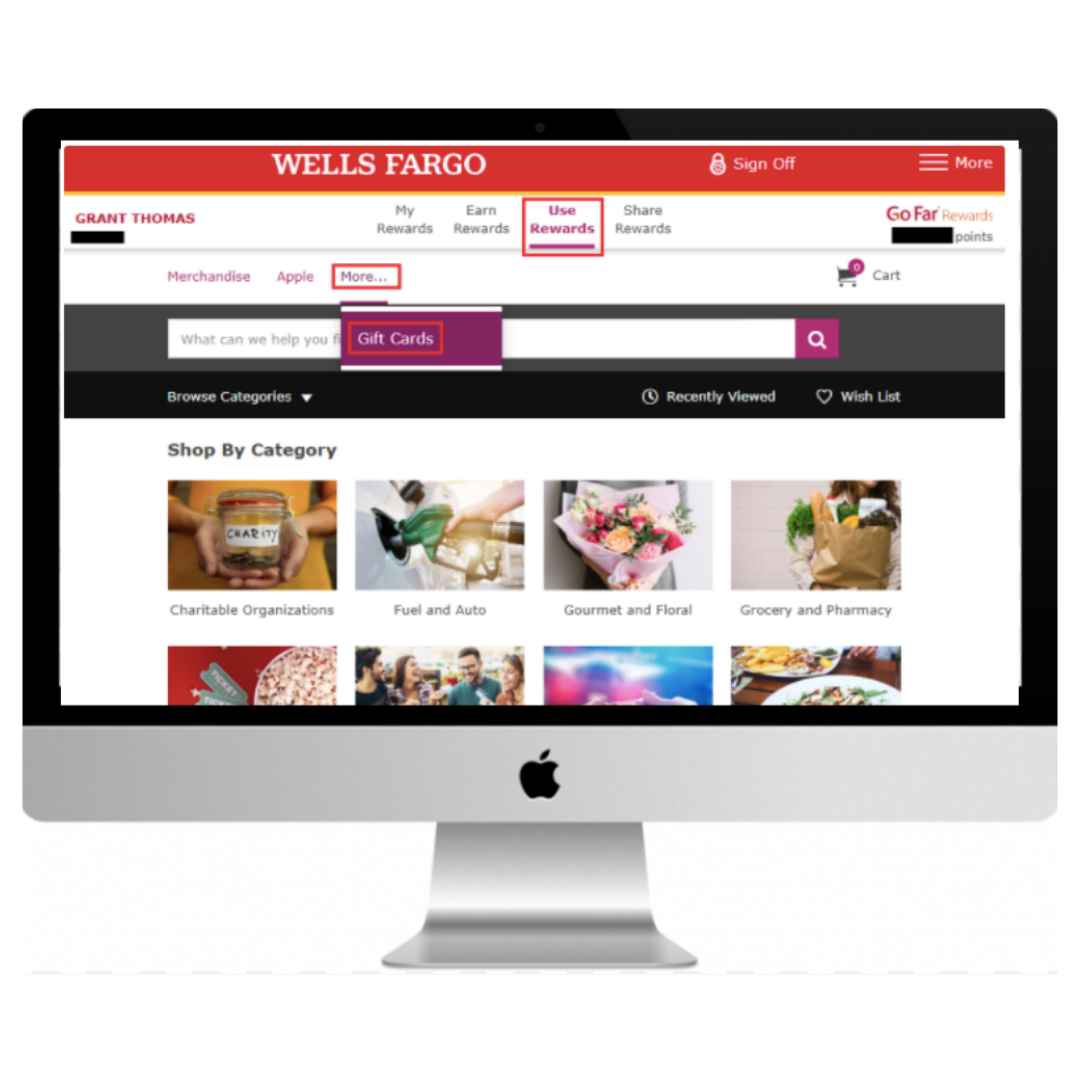 WELLS FARGO
Sign Off
More
GRANT THOMAS
My Rewards
Earn Rewards
Use Rewards
Share Rewards
Go Far Rewards
points
Merchandise
Apple
More...
0
Cart
What can we help you fi
Gift Cards
Browse Categories
Recently Viewed
Wish List
Shop By Category
CHARITY
Charitable Organizations
Fuel and Auto
Gourmet and Floral
Grocery and Pharmacy
TICKET
TICKET